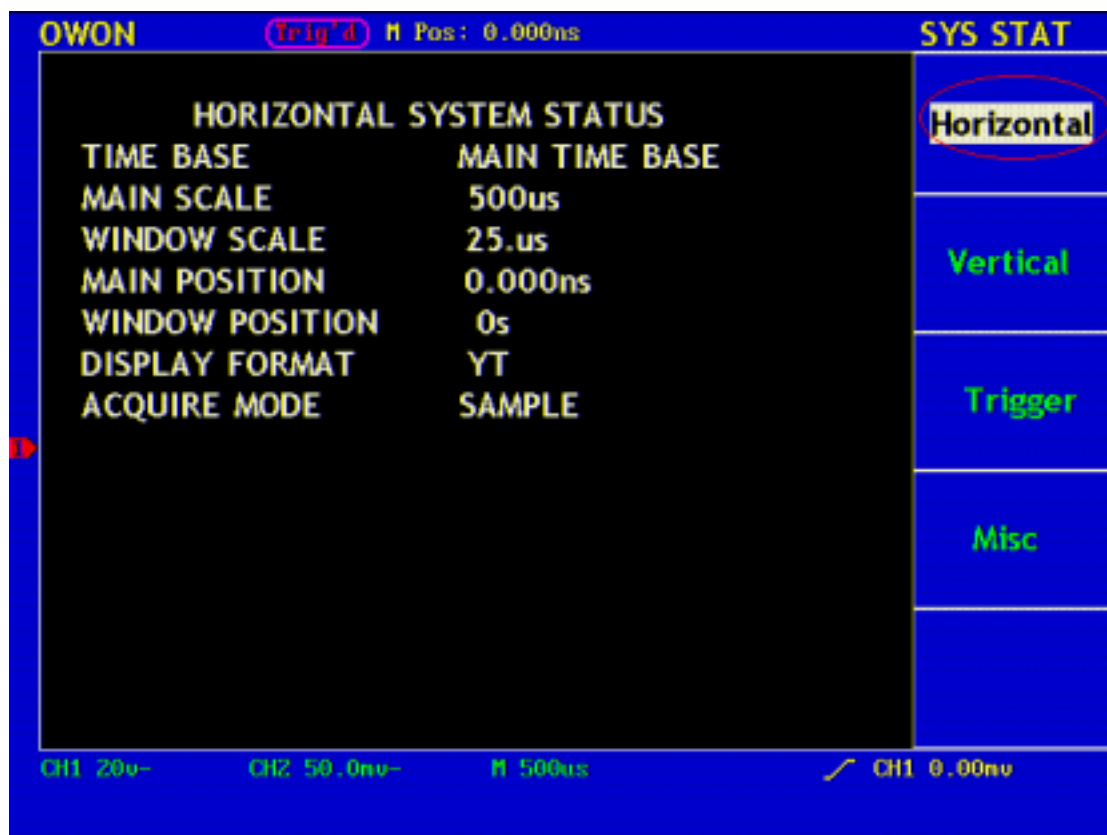 OWON Trig'd M Pos: 0.000ns SYS STAT
HORIZONTAL SYSTEM STATUS
TIME BASE MAIN TIME BASE
MAIN SCALE 500us
WINDOW SCALE 25.us
MAIN POSITION 0.000ns
WINDOW POSITION 0s
DISPLAY FORMAT YT
ACQUIRE MODE SAMPLE
Horizontal
Vertical
Trigger
Misc
1
CH1 20v- CH2 50.0mv- M 500us CH1 0.00mv